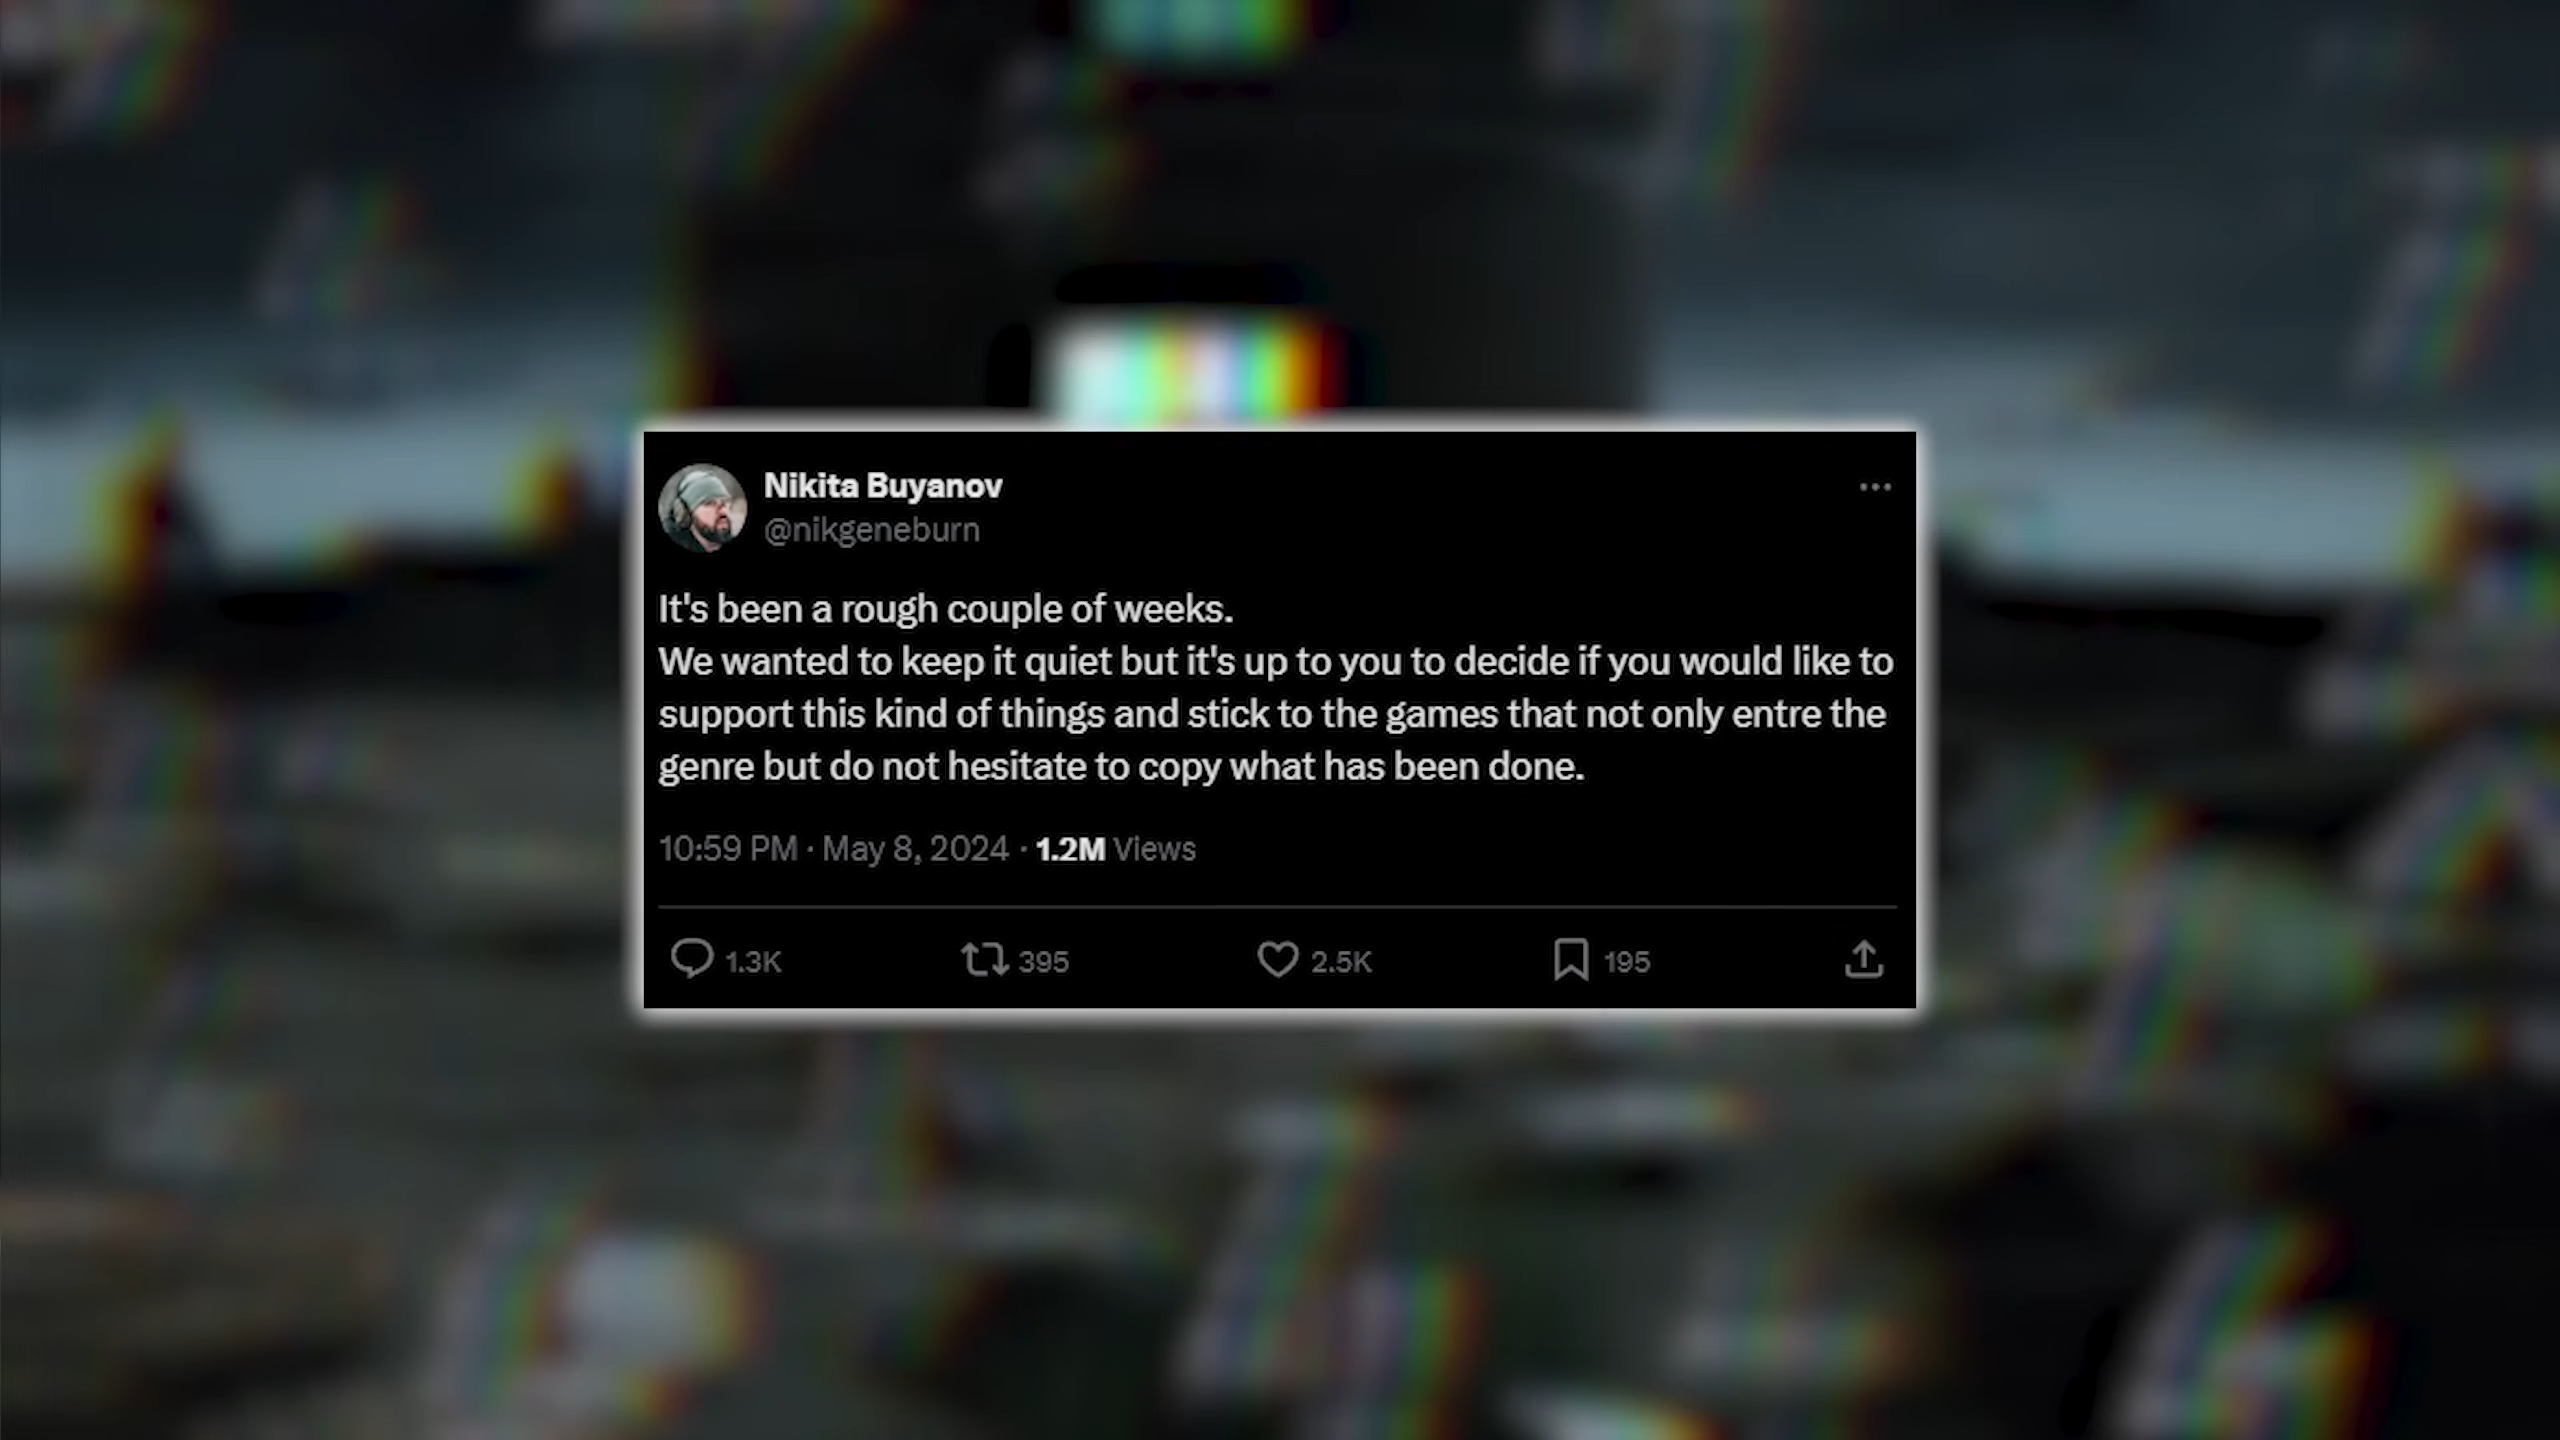 Nikita Buyanov
@nikgeneburn
It's been a rough couple of weeks.
We wanted to keep it quiet but it's up to you to decide if you would like to
support this kind of things and stick to the games that not only entre the
genre but do not hesitate to copy what has been done.
10:59 PM · May 8, 2024 · 1.2M Views
1.3K 395 2.5K 195